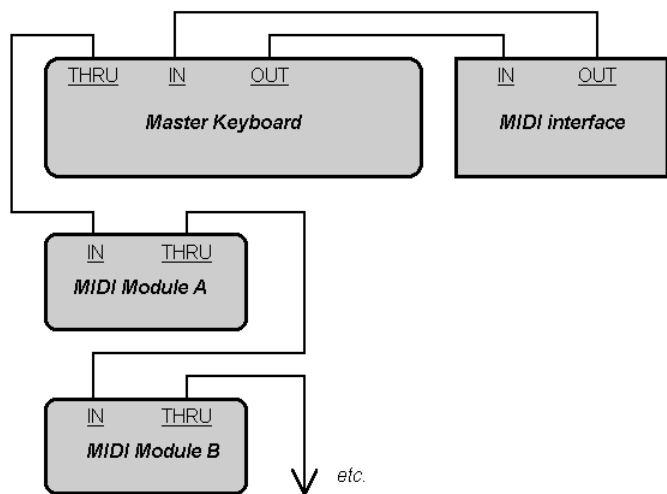 THRU IN OUT IN OUT
Master Keyboard MIDI interface
IN THRU
MIDI Module A
IN THRU
MIDI Module B
etc.